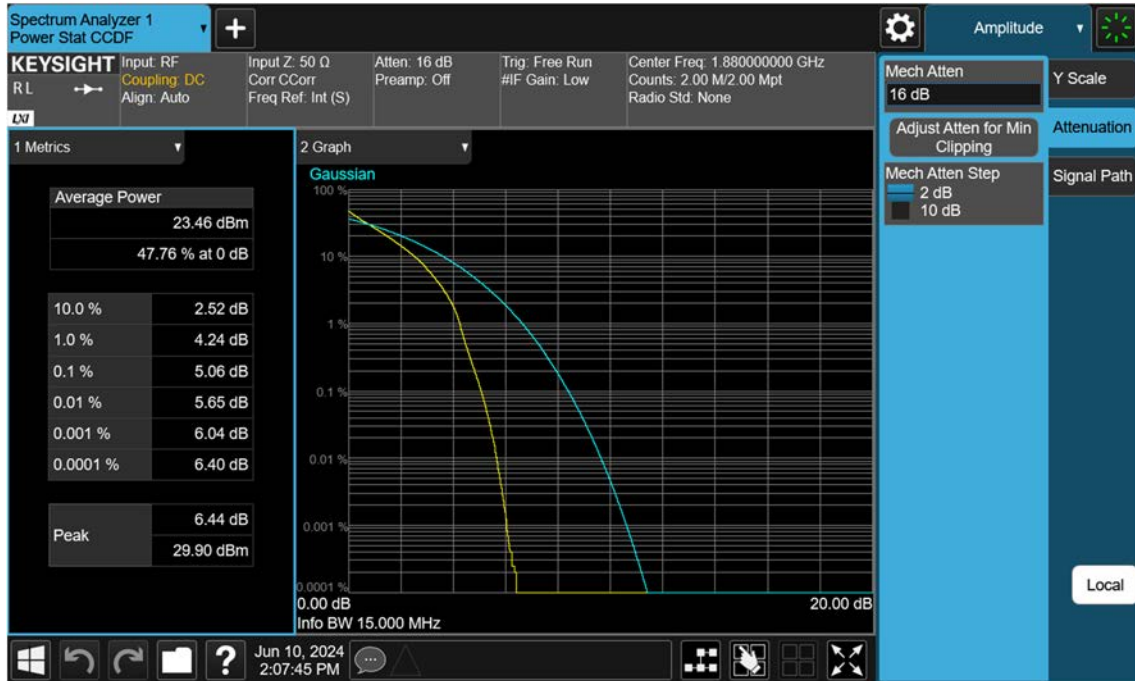 Spectrum Analyzer 1
Power Stat CCDF
Amplitude
KEYSIGHT
RL
LXI
Input: RF
Coupling: DC
Align: Auto
Input Z: 50 Ω
Corr CCorr
Freq Ref: Int (S)
Atten: 16 dB
Preamp: Off
Trig: Free Run
#IF Gain: Low
Center Freq: 1.880000000 GHz
Counts: 2.00 M/2.00 Mpt
Radio Std: None
Mech Atten
16 dB
Adjust Atten for Min
Clipping
Mech Atten Step
2 dB
10 dB
Y Scale
Attenuation
Signal Path
1 Metrics
Average Power
23.46 dBm
47.76 % at 0 dB
10.0 % 2.52 dB
1.0 % 4.24 dB
0.1 % 5.06 dB
0.01 % 5.65 dB
0.001 % 6.04 dB
0.0001 % 6.40 dB
Peak
6.44 dB
29.90 dBm
2 Graph
Gaussian
100 %
10 %
1 %
0.1 %
0.01 %
0.001 %
0.0001 %
0.00 dB 20.00 dB
Info BW 15.000 MHz
Local
?
Jun 10, 2024
2:07:45 PM